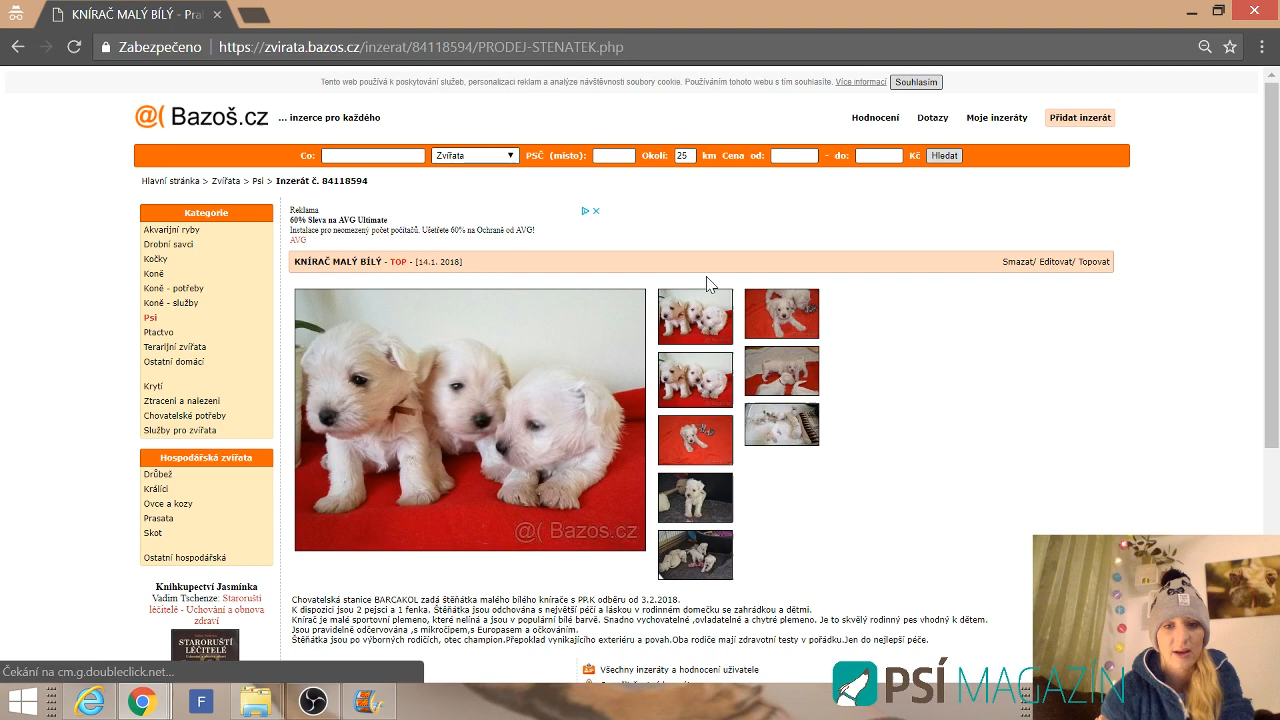 KNÍRAČ MALÝ BÍLÝ - Pra
Zabezpečeno
https://zvirata.bazos.cz/inzerat/84118594/PRODEJ-STENATEK.php
Tento web používá k poskytování služeb, personalizaci reklam a analýze návštěvnosti soubory cookie. Používáním tohoto webu s tím souhlasíte. Více informací Souhlasím
@( Bazoš.cz ... inzerce pro každého
Hodnocení Dotazy Moje inzeráty Přidat inzerát
Co: Zvířata PSČ (místo): Okolí: 25 km Cena od: - do: Kč Hledat
Hlavní stránka > Zvířata > Psi > Inzerát č. 84118594
Kategorie
Akvarijní ryby
Drobní savci
Kočky
Koně
Koně - potřeby
Koně - služby
Psi
Ptactvo
Terarijní zvířata
Ostatní domácí
Krytí
Ztraceni a nalezeni
Chovatelské potřeby
Služby pro zvířata
Hospodářská zvířata
Drůbež
Králíci
Ovce a kozy
Prasata
Skot
Ostatní hospodářská
Knihkupectví Jasmínka
Vadim Tschenze: Starorušti
léčitelé - Uchování a obnova
zdraví
STARORUŠTÍ
LÉČITELÉ
Reklama
60% Sleva na AVG Ultimate
Instalace pro neomezený počet počítačů. Ušetřete 60% na Ochraně od AVG!
AVG
KNÍRAČ MALÝ BÍLÝ - TOP - [14.1. 2018]
Smazat/ Editovat/ Topovat
@( Bazos.cz
Chovatelská stanice BARCAKOL zadá štěňátka malého bílého knírače s PP.K odběru od 3.2.2018.
K dispozici jsou 2 pejsci a 1 fenka. Štěňátka jsou odchována s největší péčí a láskou v rodinném domečku se zahrádkou a dětmi.
Knírač je malé sportovní plemeno, které nelíná a jsou v populární bílé barvě. Snadno vychovatelné ,ovladatelné a chytré plemeno. Je to skvělý rodinný pes vhodný k dětem.
Jsou pravidelně odčervována ,s mikročipem,s Europasem a očkováním.
Štěňátka jsou po výborných rodičích, otec champion.Přepoklad vynikajícího exteriéru a povah.Oba rodiče mají zdravotní testy v pořádku.Jen do nejlepší péče.
Všechny inzeráty a hodnocení uživatele
Čekání na cm.g.doubleclick.net...
PSÍ MAGAZÍN